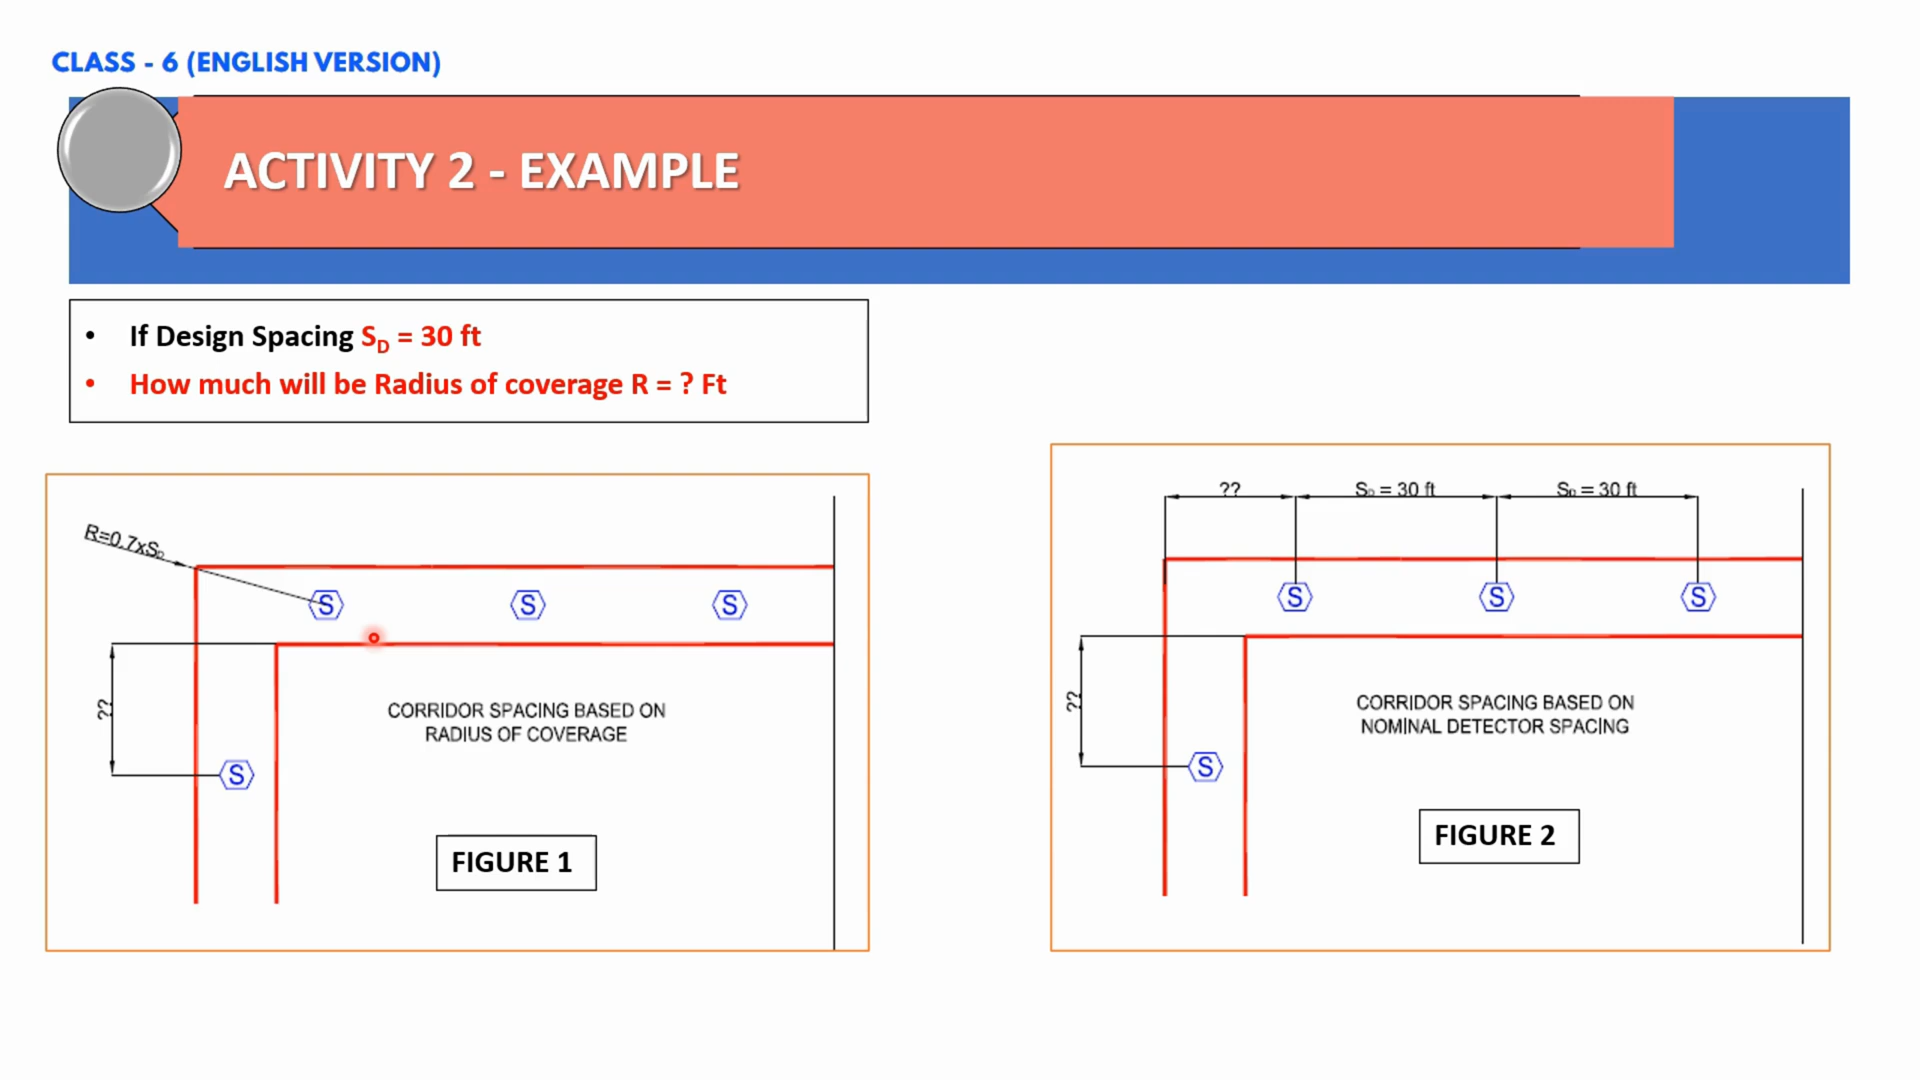 CLASS - 6 (ENGLISH VERSION)
ACTIVITY 2 - EXAMPLE
• If Design Spacing SD = 30 ft
• How much will be Radius of coverage R = ? Ft
R=0.7xSD
S S S
??
S
CORRIDOR SPACING BASED ON
RADIUS OF COVERAGE
FIGURE 1
?? SD = 30 ft SD = 30 ft
S S S
??
S
CORRIDOR SPACING BASED ON
NOMINAL DETECTOR SPACING
FIGURE 2